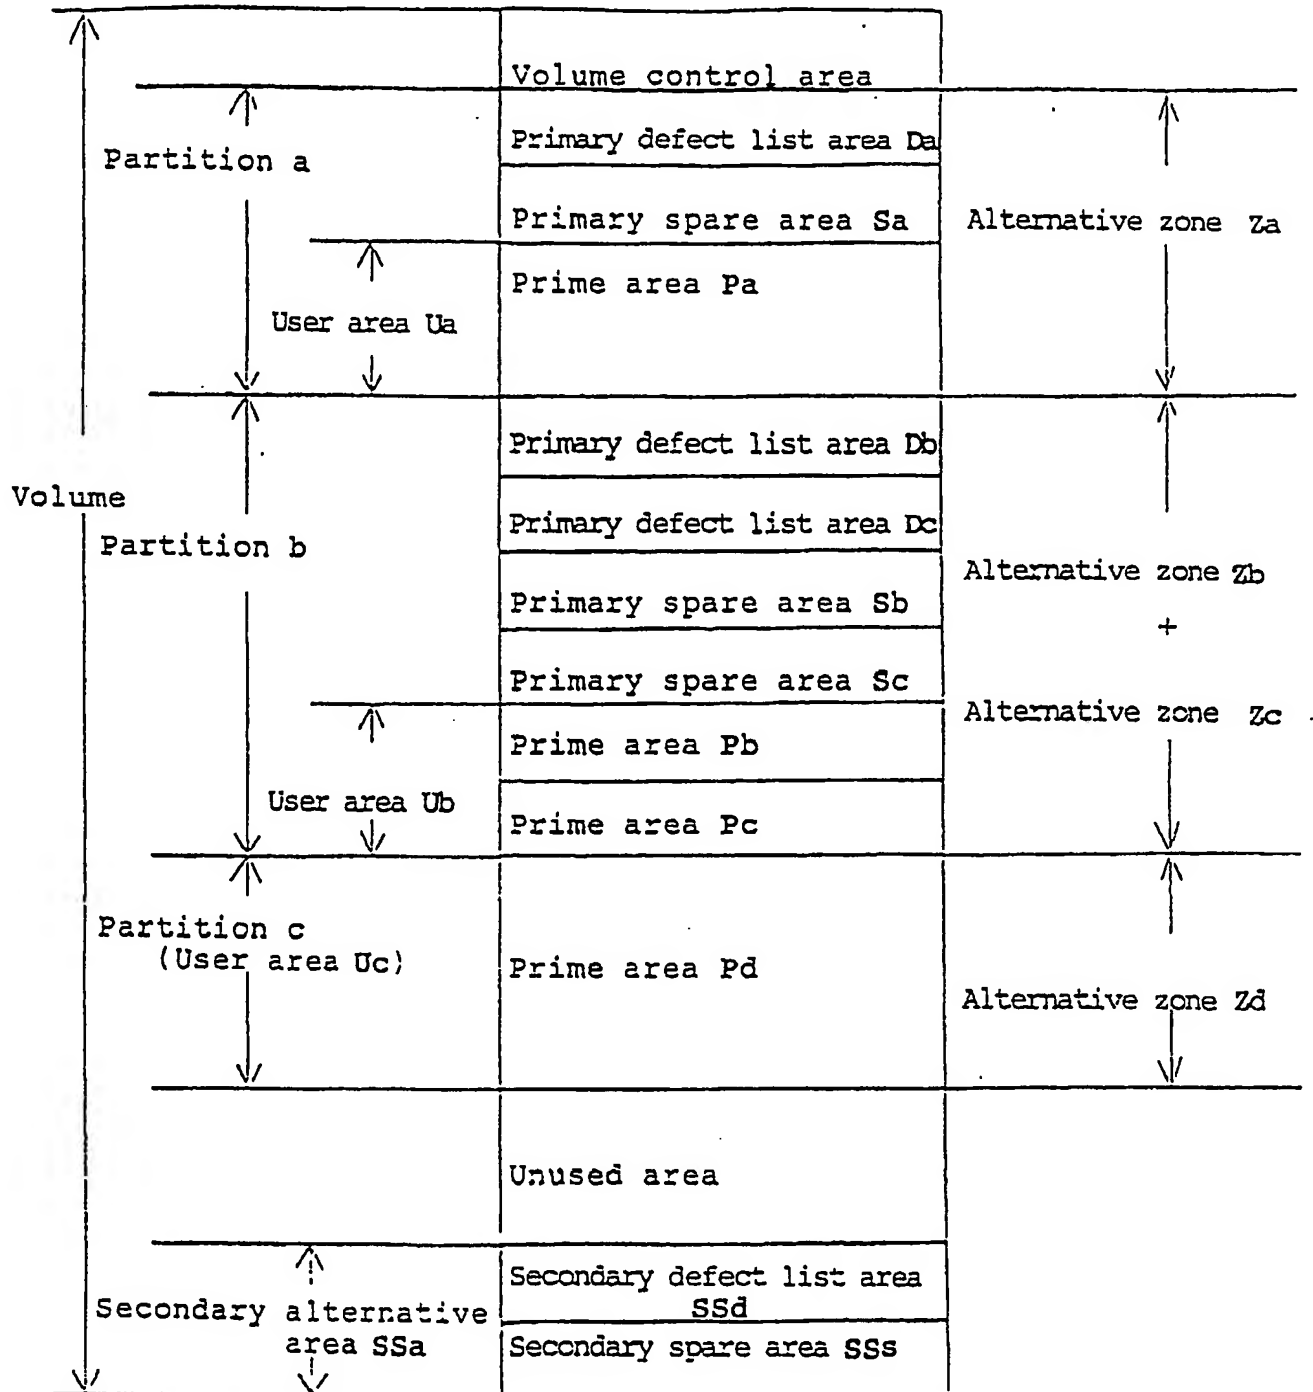 Volume control area
Primary defect list area Da
Partition a
Primary spare area Sa
Alternative zone Za
Prime area Pa
User area Ua
Primary defect list area Db
Volume
Primary defect list area Dc
Partition b
Alternative zone Zb
Primary spare area Sb
+
Primary spare area Sc
Alternative zone Zc
Prime area Pb
User area Ub
Prime area Pc
Partition c
(User area Uc)
Prime area Pd
Alternative zone Zd
Unused area
Secondary defect list area
SSd
Secondary alternative
area SSa
Secondary spare area SSs